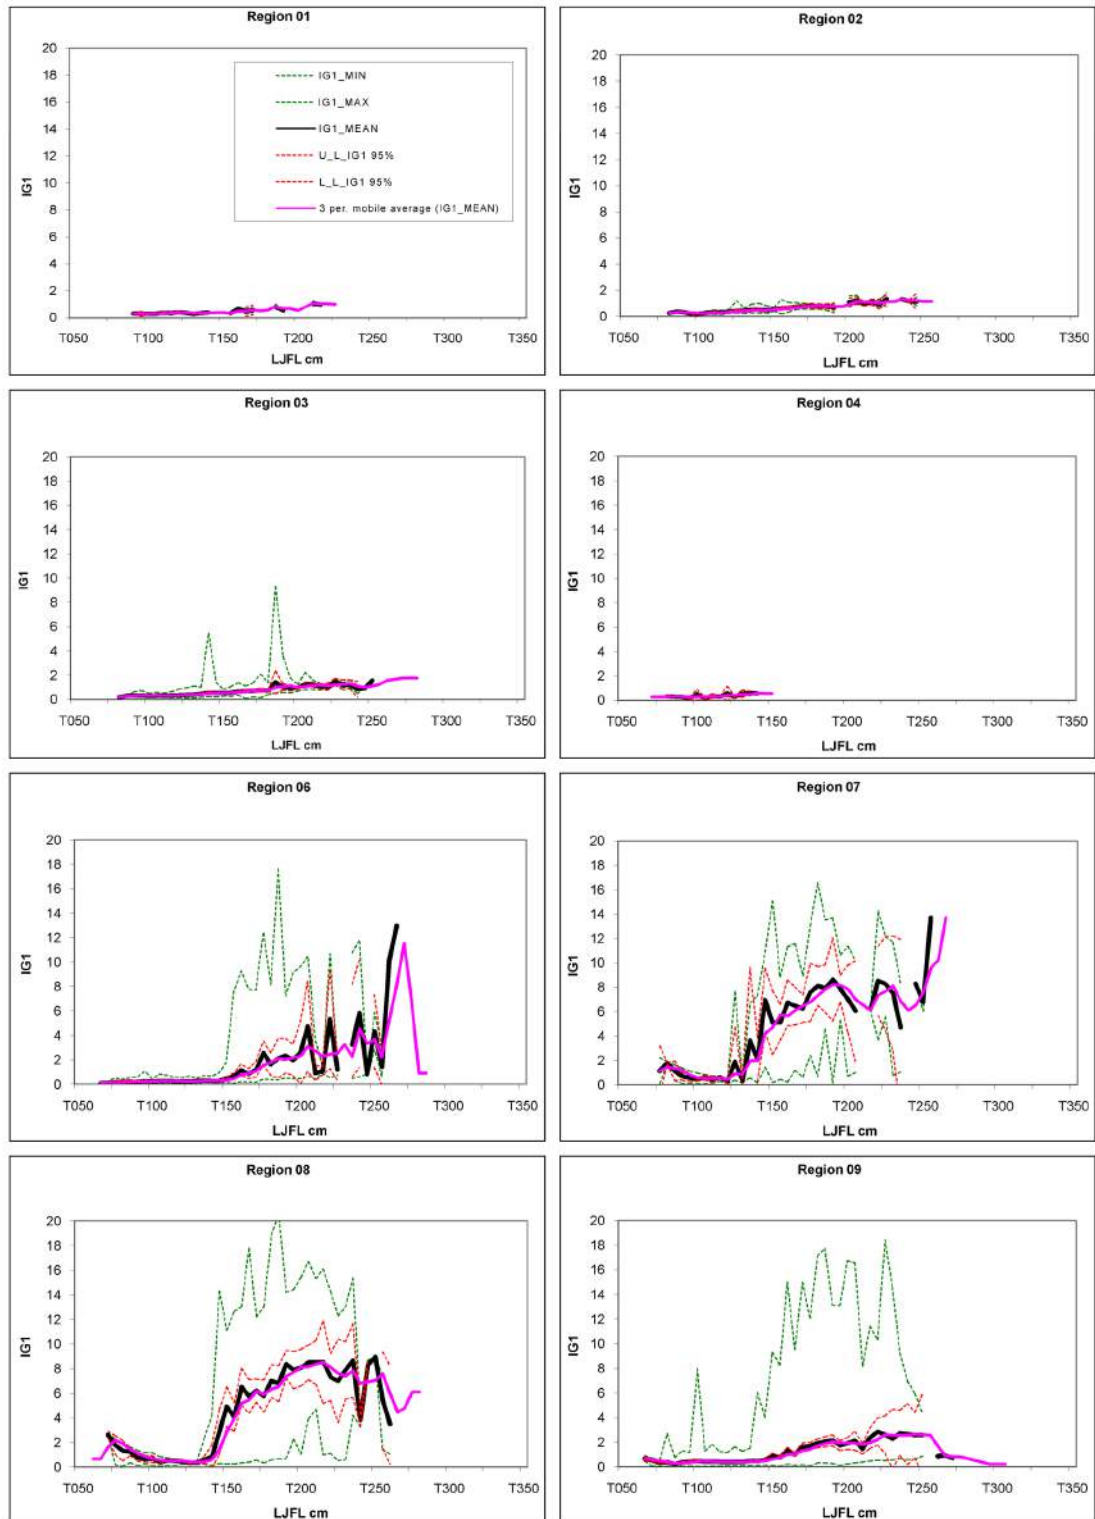 Region 01
20
18
16
14
12
10
8
6
4
2
0
IG1
IG1_MIN
IG1_MAX
IG1_MEAN
U_L_IG1 95%
L_L_IG1 95%
3 per. mobile average (IG1_MEAN)
T050 T100 T150 T200 T250 T300 T350
LJFL cm
Region 02
20
18
16
14
12
10
8
6
4
2
0
IG1
T050 T100 T150 T200 T250 T300 T350
LJFL cm
Region 03
20
18
16
14
12
10
8
6
4
2
0
IG1
T050 T100 T150 T200 T250 T300 T350
LJFL cm
Region 04
20
18
16
14
12
10
8
6
4
2
0
IG1
T050 T100 T150 T200 T250 T300 T350
LJFL cm
Region 06
20
18
16
14
12
10
8
6
4
2
0
IG1
T050 T100 T150 T200 T250 T300 T350
LJFL cm
Region 07
20
18
16
14
12
10
8
6
4
2
0
IG1
T050 T100 T150 T200 T250 T300 T350
LJFL cm
Region 08
20
18
16
14
12
10
8
6
4
2
0
IG1
T050 T100 T150 T200 T250 T300 T350
LJFL cm
Region 09
20
18
16
14
12
10
8
6
4
2
0
IG1
T050 T100 T150 T200 T250 T300 T350
LJFL cm